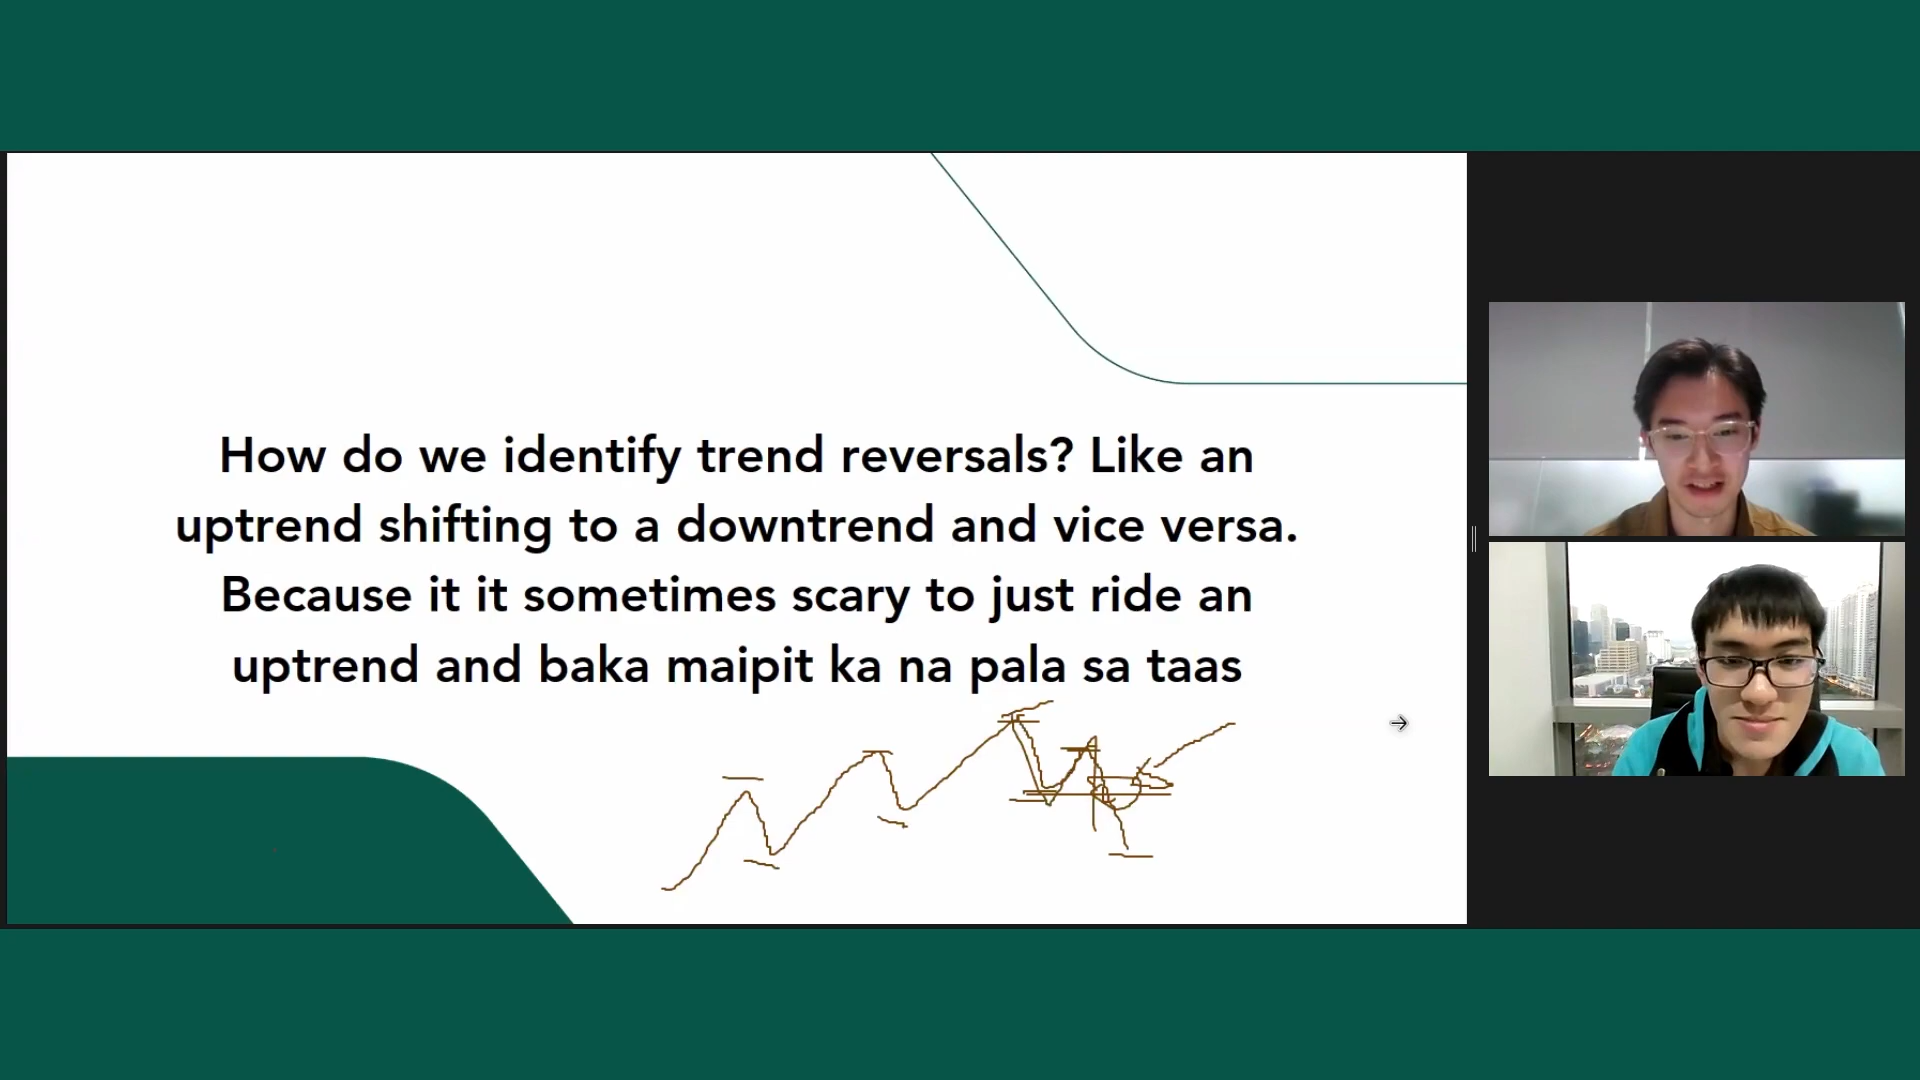 How do we identify trend reversals? Like an
uptrend shifting to a downtrend and vice versa.
Because it it sometimes scary to just ride an
uptrend and baka maipit ka na pala sa taas